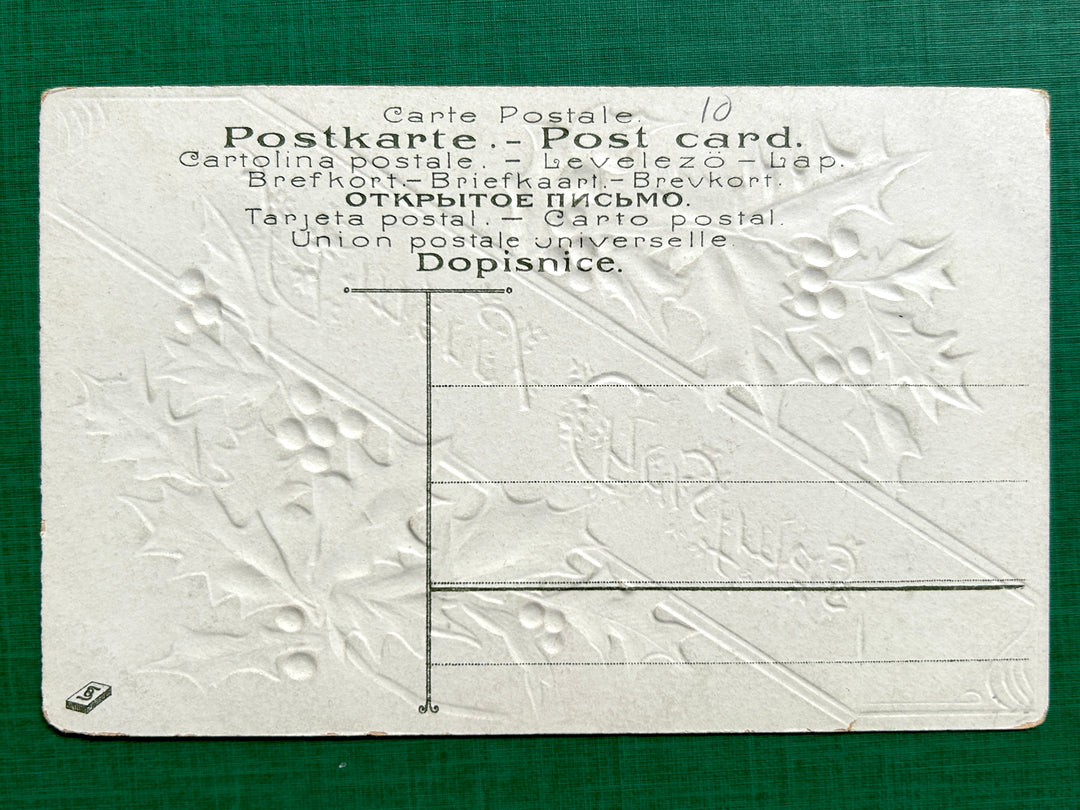 Carte Postale. 10
Postkarte.- Post card.
Cartolina postale. - Levelezö - Lap.
Brefkort.- Briefkaart.- Brevkort.
ОТКРЫТОЕ ПИСЬМО.
Tarjeta postal. - Carto postal.
Union postale universelle.
Dopisnice.